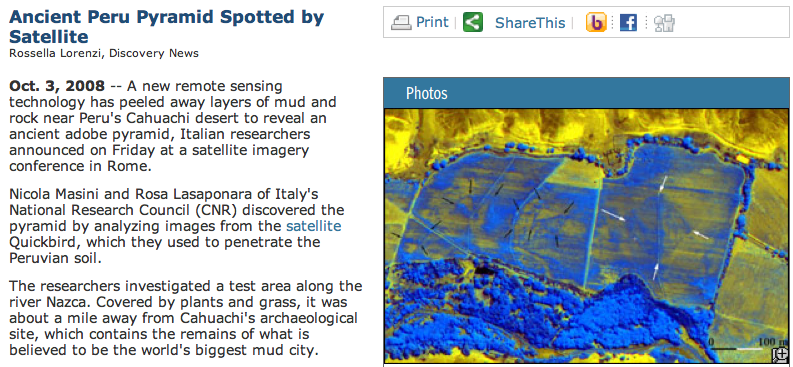 Ancient Peru Pyramid Spotted by
Satellite
Rossella Lorenzi, Discovery News
Oct. 3, 2008 -- A new remote sensing
technology has peeled away layers of mud and
rock near Peru's Cahuachi desert to reveal an
ancient adobe pyramid, Italian researchers
announced on Friday at a satellite imagery
conference in Rome.
Nicola Masini and Rosa Lasaponara of Italy's
National Research Council (CNR) discovered the
pyramid by analyzing images from the satellite
Quickbird, which they used to penetrate the
Peruvian soil.
The researchers investigated a test area along the
river Nazca. Covered by plants and grass, it was
about a mile away from Cahuachi's archaeological
site, which contains the remains of what is
believed to be the world's biggest mud city.
Print ShareThis b f
Photos
0 100 m